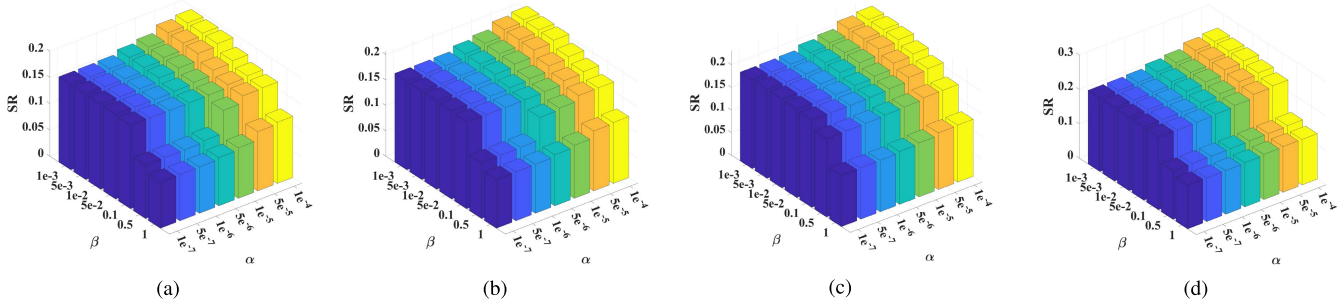 0.2
0.15
0.1
0.05
0
SR
1e-3
5e-3
1e-2
5e-2
0.1
0.5
1
β
1e-7
5e-7
1e-6
5e-6
1e-5
5e-5
1e-4
α
(a)
0.2
0.15
0.1
0.05
0
SR
1e-3
5e-3
1e-2
5e-2
0.1
0.5
1
β
1e-7
5e-7
1e-6
5e-6
1e-5
5e-5
1e-4
α
(b)
0.2
0.15
0.1
0.05
0
SR
1e-3
5e-3
1e-2
5e-2
0.1
0.5
1
β
1e-7
5e-7
1e-6
5e-6
1e-5
5e-5
1e-4
α
(c)
0.3
0.2
0.1
0
SR
1e-3
5e-3
1e-2
5e-2
0.1
0.5
1
β
1e-7
5e-7
1e-6
5e-6
1e-5
5e-5
1e-4
α
(d)